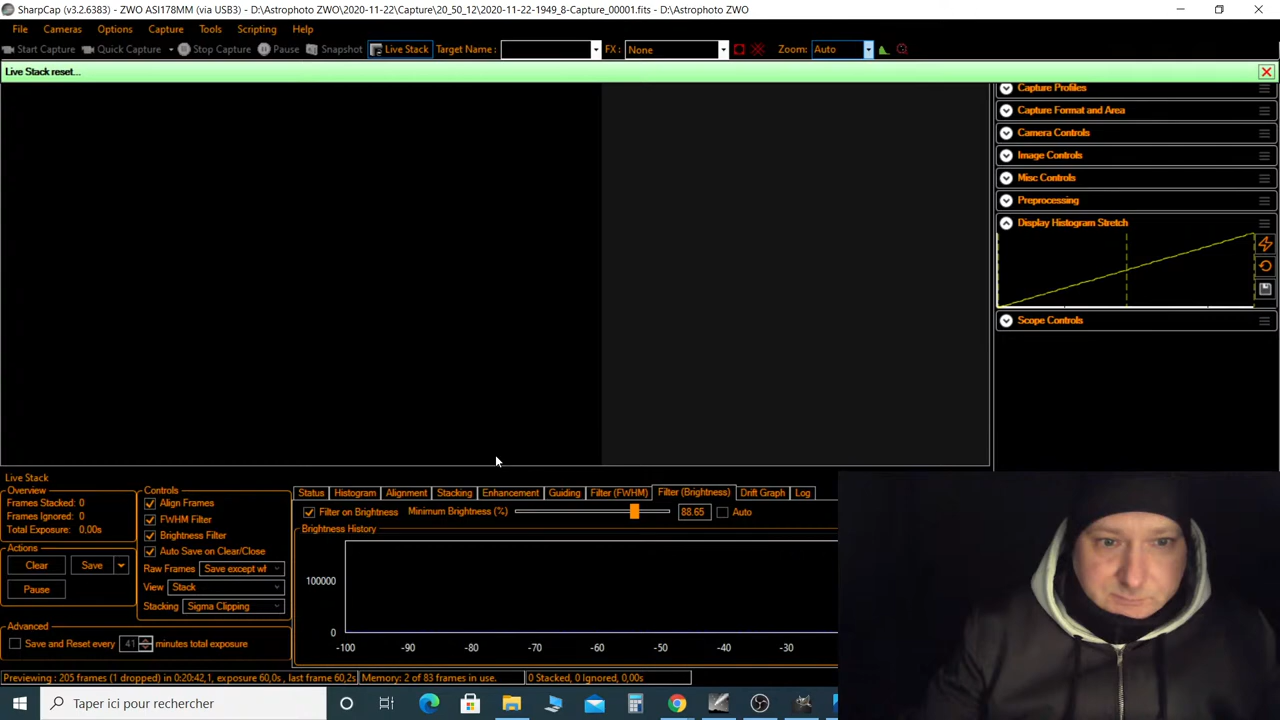 SharpCap (v3.2.6383) - ZWO ASI178MM (via USB3) - D:\Astrophoto ZWO\2020-11-22\Capture\20_50_12\2020-11-22-1949_8-Capture_00001.fits - D:\Astrophoto ZWO
File Cameras Options Capture Tools Scripting Help
Start Capture Quick Capture Stop Capture Pause Snapshot Live Stack Target Name : FX : None Zoom: Auto
Live Stack reset...
Capture Profiles
Capture Format and Area
Camera Controls
Image Controls
Misc Controls
Preprocessing
Display Histogram Stretch
Scope Controls
Live Stack
Overview
Frames Stacked: 0
Frames Ignored: 0
Total Exposure: 0,00s
Actions
Clear Save
Pause
Controls
Align Frames
FWHM Filter
Brightness Filter
Auto Save on Clear/Close
Raw Frames Save except wh
View Stack
Stacking Sigma Clipping
Advanced
Save and Reset every 41 minutes total exposure
Status Histogram Alignment Stacking Enhancement Guiding Filter (FWHM) Filter (Brightness) Drift Graph Log
Filter on Brightness Minimum Brightness (%) 88.65 Auto
Brightness History
100000
0
-100 -90 -80 -70 -60 -50 -40 -30
Previewing : 205 frames (1 dropped) in 0:20:42,1, exposure 60,0s , last frame 60,2s Memory: 2 of 83 frames in use. 0 Stacked, 0 Ignored, 0,00s
Taper ici pour rechercher